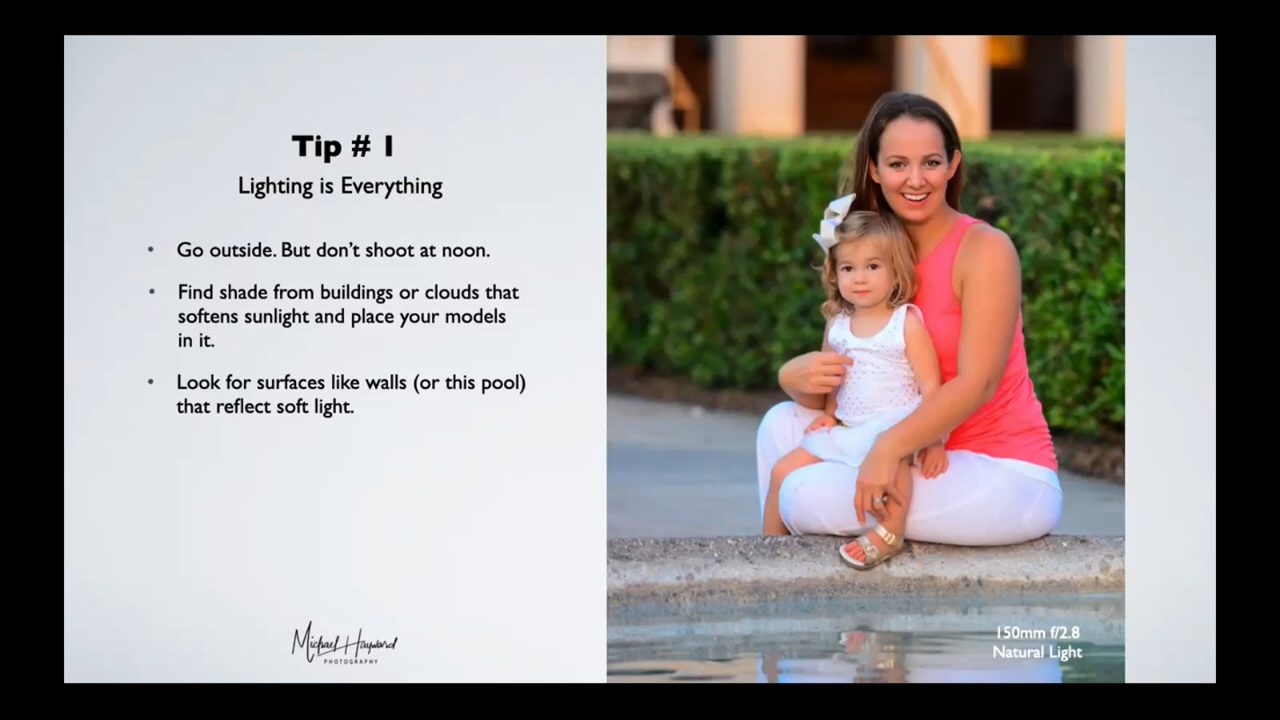 Tip # 1
Lighting is Everything
• Go outside. But don't shoot at noon.
• Find shade from buildings or clouds that
softens sunlight and place your models
in it.
• Look for surfaces like walls (or this pool)
that reflect soft light.
Michael Hayward
PHOTOGRAPHY
150mm f/2.8
Natural Light